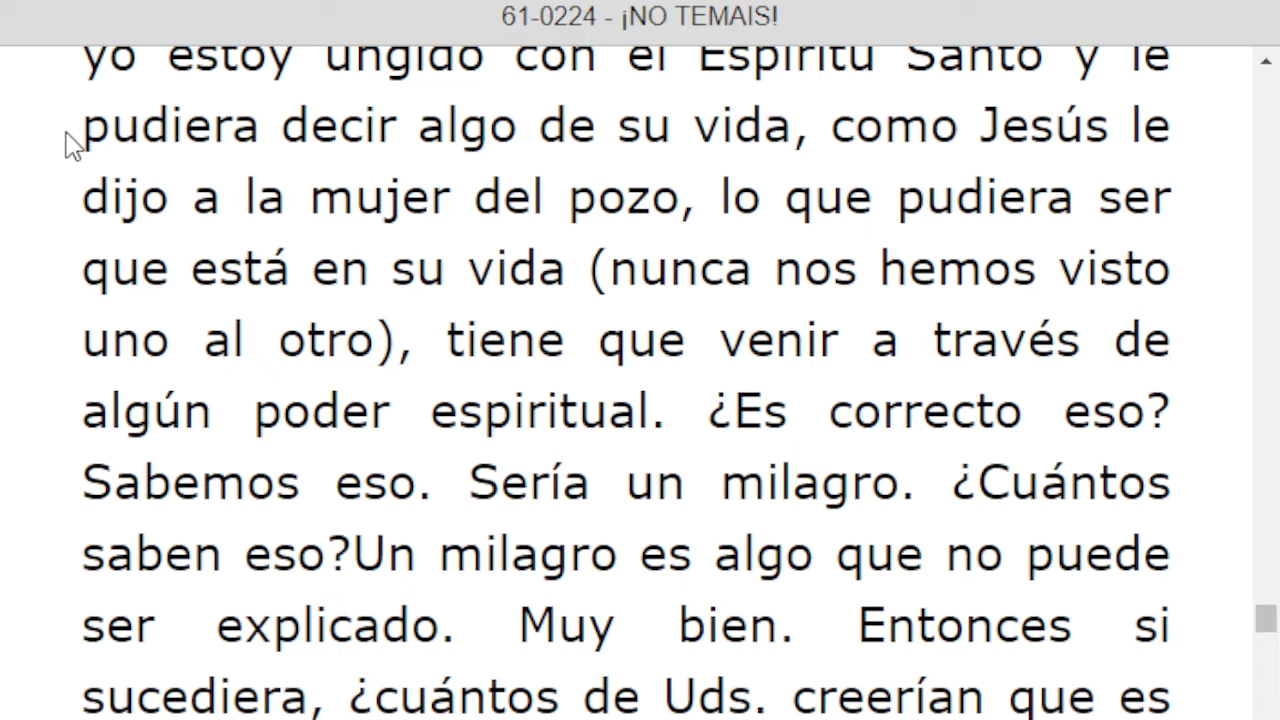 61-0224 - ¡NO TEMAIS!
yo estoy ungido con el Espíritu Santo y le
pudiera decir algo de su vida, como Jesús le
dijo a la mujer del pozo, lo que pudiera ser
que está en su vida (nunca nos hemos visto
uno al otro), tiene que venir a través de
algún poder espiritual. ¿Es correcto eso?
Sabemos eso. Sería un milagro. ¿Cuántos
saben eso?Un milagro es algo que no puede
ser explicado. Muy bien. Entonces si
sucediera, ¿cuántos de Uds. creerían que es